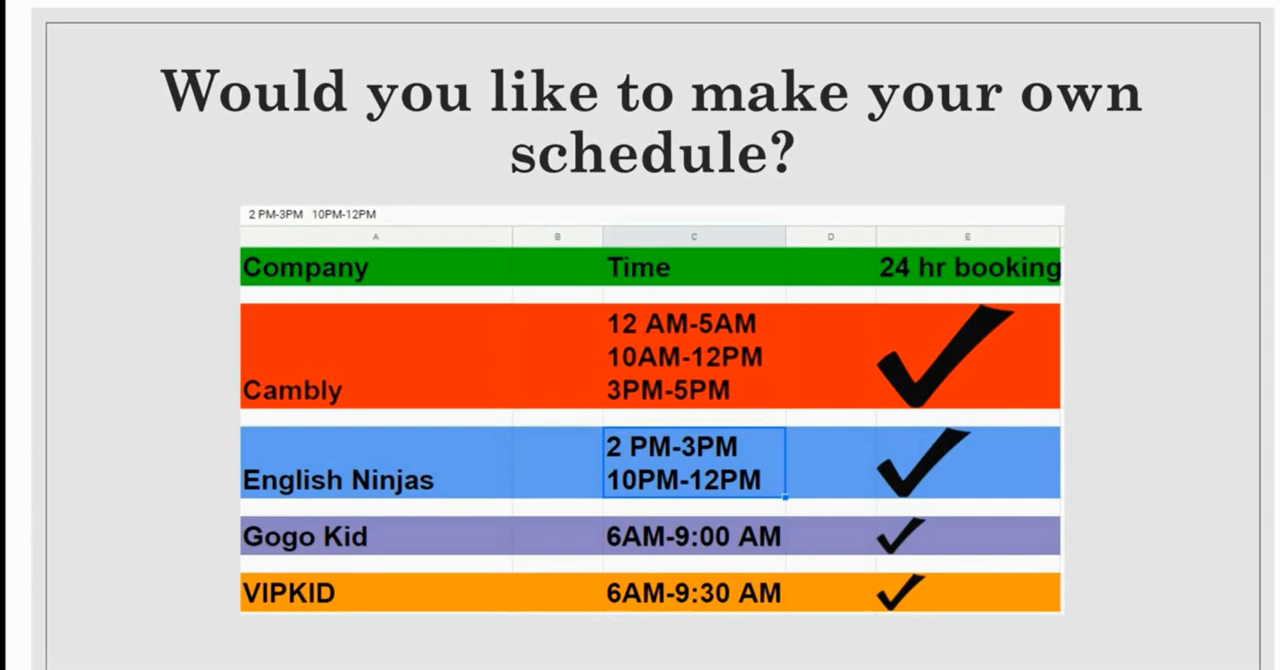 Would you like to make your own
schedule?
2 PM-3PM 10PM-12PM
A B C D E
Company Time 24 hr booking
12 AM-5AM
10AM-12PM
Cambly 3PM-5PM
2 PM-3PM
English Ninjas 10PM-12PM
Gogo Kid 6AM-9:00 AM
VIPKID 6AM-9:30 AM